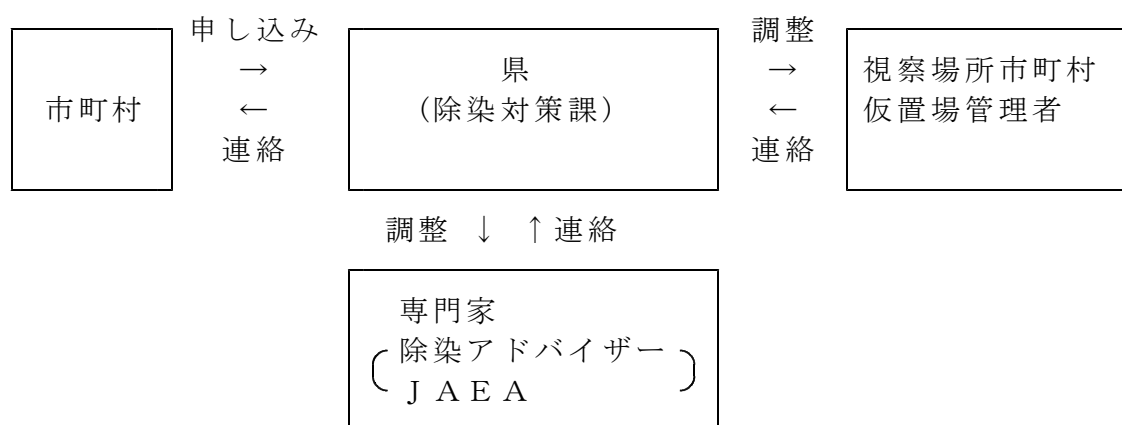 申し込み
→
←
連絡
市町村
県
(除染対策課)
調整
→
←
連絡
視察場所市町村
仮置場管理者
調整 ↓ ↑連絡
専門家
除染アドバイザー
JAEA